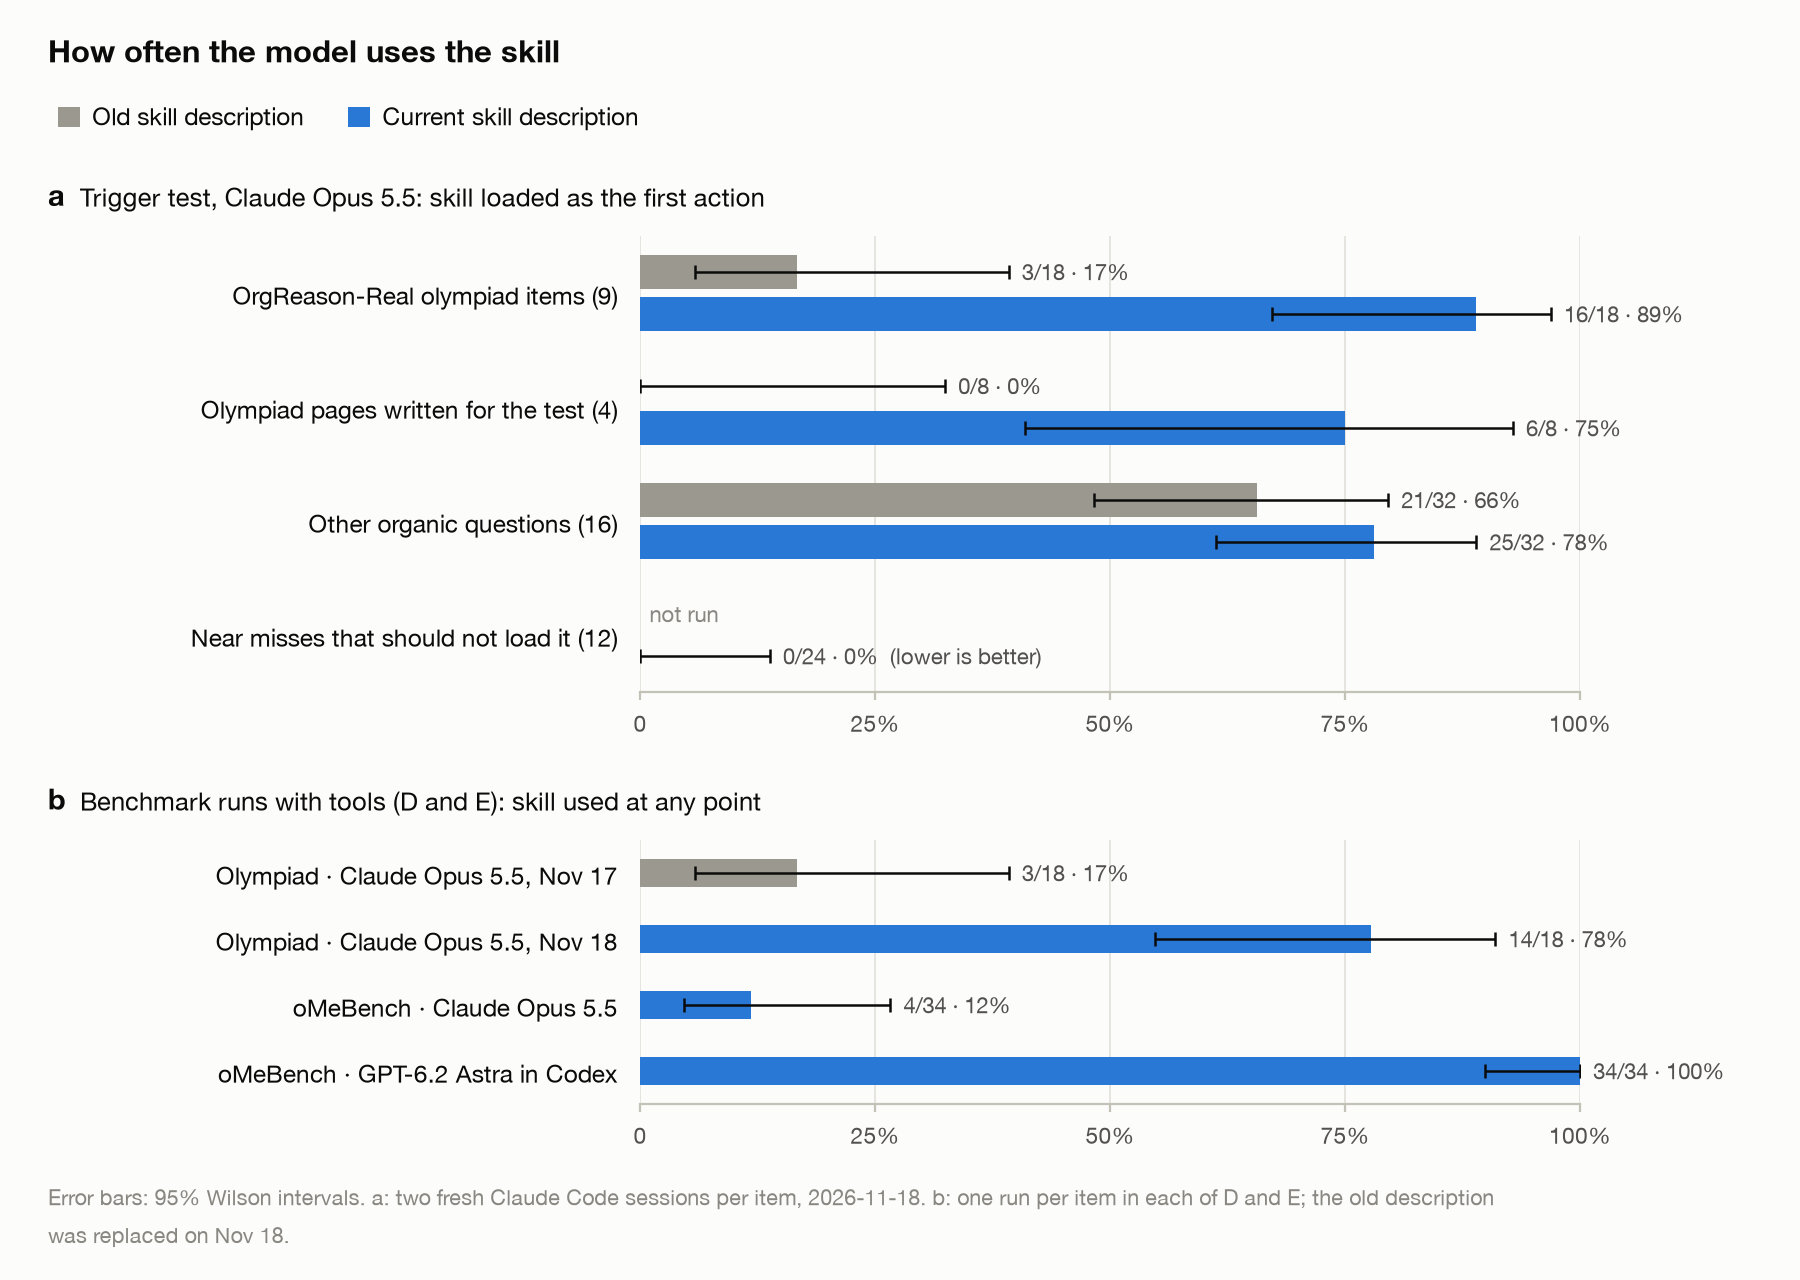 How often the model uses the skill
Old skill description
Current skill description
a Trigger test, Claude Opus 5.5: skill loaded as the first action
OrgReason-Real olympiad items (9)
3/18 · 17%
16/18 · 89%
Olympiad pages written for the test (4)
0/8 · 0%
6/8 · 75%
Other organic questions (16)
21/32 · 66%
25/32 · 78%
Near misses that should not load it (12)
not run
0/24 · 0% (lower is better)
0 25% 50% 75% 100%
b Benchmark runs with tools (D and E): skill used at any point
Olympiad · Claude Opus 5.5, Nov 17
3/18 · 17%
Olympiad · Claude Opus 5.5, Nov 18
14/18 · 78%
oMeBench · Claude Opus 5.5
4/34 · 12%
oMeBench · GPT-6.2 Astra in Codex
34/34 · 100%
0 25% 50% 75% 100%
Error bars: 95% Wilson intervals. a: two fresh Claude Code sessions per item, 2026-11-18. b: one run per item in each of D and E; the old description
was replaced on Nov 18.